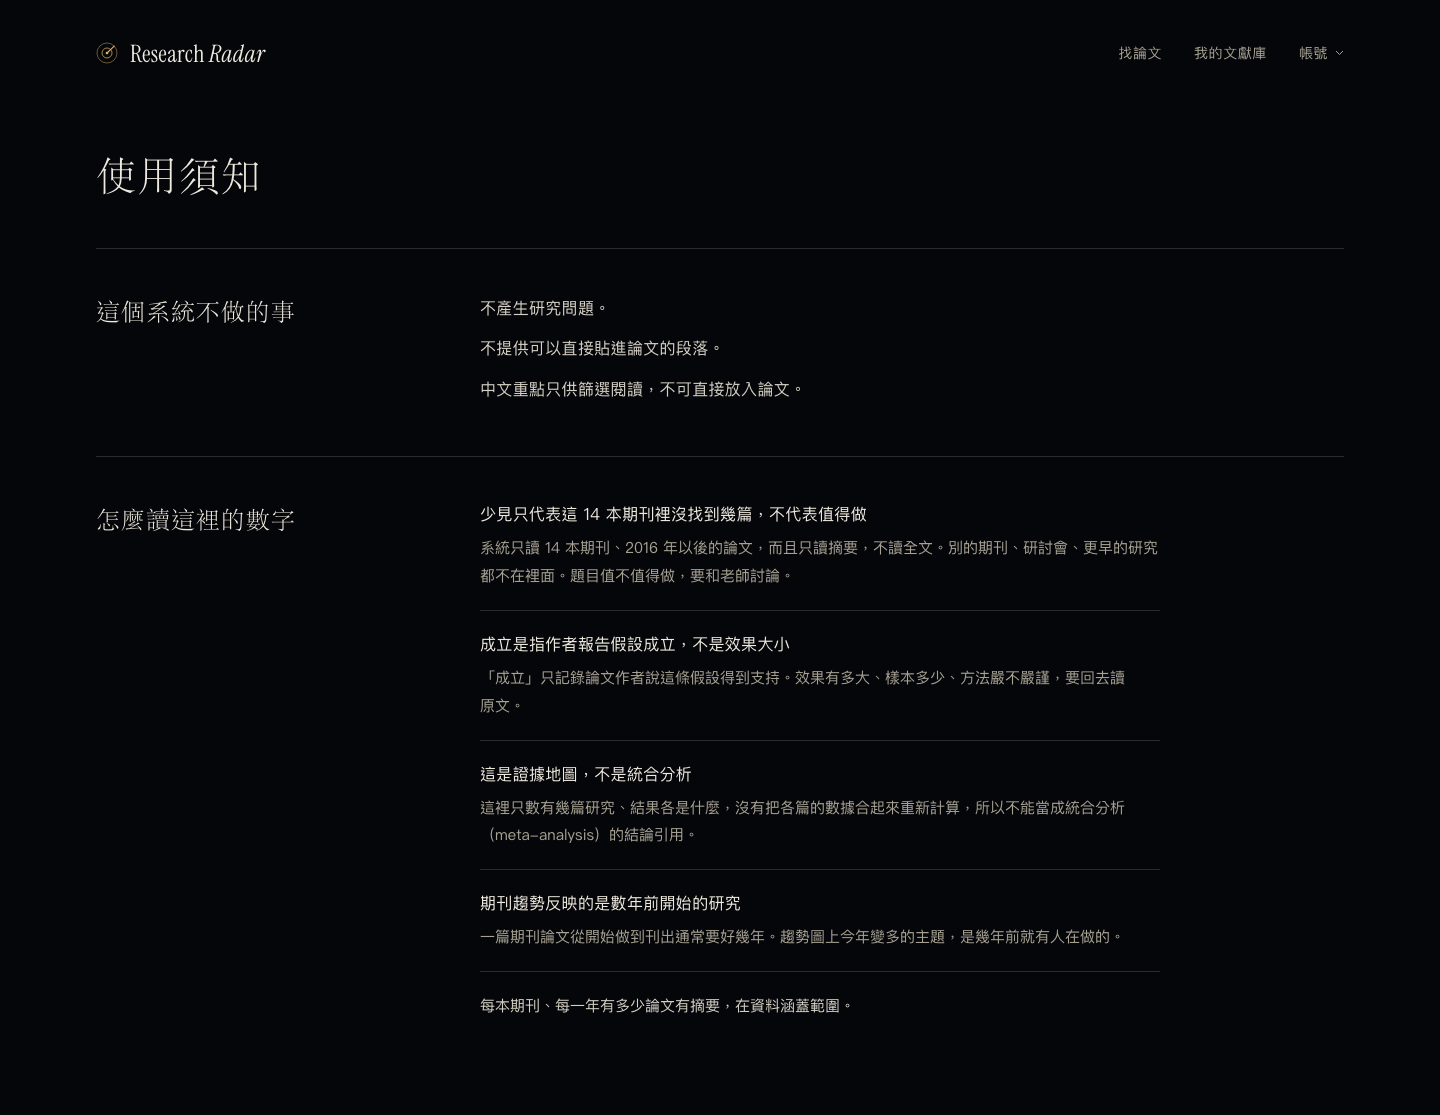 Research Radar
找論文
我的文獻庫
帳號
使用須知
這個系統不做的事
不產生研究問題。
不提供可以直接貼進論文的段落。
中文重點只供篩選閱讀，不可直接放入論文。
怎麼讀這裡的數字
少見只代表這 14 本期刊裡沒找到幾篇，不代表值得做
系統只讀 14 本期刊、2016 年以後的論文，而且只讀摘要，不讀全文。別的期刊、研討會、更早的研究
都不在裡面。題目值不值得做，要和老師討論。
成立是指作者報告假設成立，不是效果大小
「成立」只記錄論文作者說這條假設得到支持。效果有多大、樣本多少、方法嚴不嚴謹，要回去讀
原文。
這是證據地圖，不是統合分析
這裡只數有幾篇研究、結果各是什麼，沒有把各篇的數據合起來重新計算，所以不能當成統合分析
（meta-analysis）的結論引用。
期刊趨勢反映的是數年前開始的研究
一篇期刊論文從開始做到刊出通常要好幾年。趨勢圖上今年變多的主題，是幾年前就有人在做的。
每本期刊、每一年有多少論文有摘要，在資料涵蓋範圍。